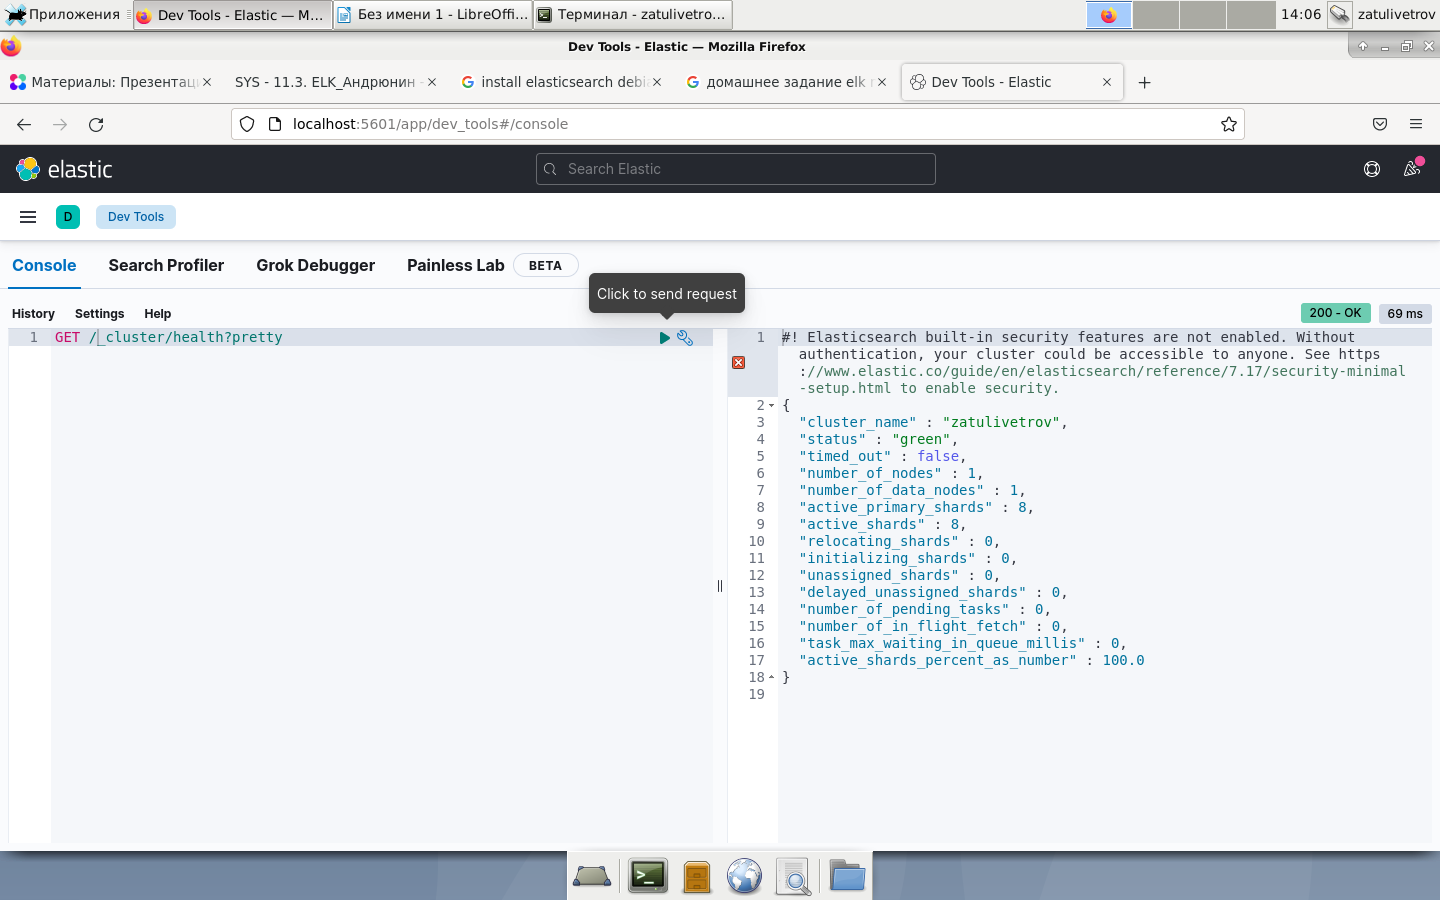 Приложения
Dev Tools - Elastic — M...
Без имени 1 - LibreOffi...
Терминал - zatulivetro...
14:06
zatulivetrov
Dev Tools - Elastic — Mozilla Firefox
Материалы: Презентац
SYS - 11.3. ELK_Андрюнин -
install elasticsearch debi
домашнее задание elk
Dev Tools - Elastic
localhost:5601/app/dev_tools#/console
elastic
Search Elastic
D
Dev Tools
Console
Search Profiler
Grok Debugger
Painless Lab
BETA
Click to send request
History
Settings
Help
200 - OK
69 ms
1 GET /_cluster/health?pretty
1 #! Elasticsearch built-in security features are not enabled. Without
authentication, your cluster could be accessible to anyone. See https
://www.elastic.co/guide/en/elasticsearch/reference/7.17/security-minimal
-setup.html to enable security.
2 {
3 "cluster_name" : "zatulivetrov",
4 "status" : "green",
5 "timed_out" : false,
6 "number_of_nodes" : 1,
7 "number_of_data_nodes" : 1,
8 "active_primary_shards" : 8,
9 "active_shards" : 8,
10 "relocating_shards" : 0,
11 "initializing_shards" : 0,
12 "unassigned_shards" : 0,
13 "delayed_unassigned_shards" : 0,
14 "number_of_pending_tasks" : 0,
15 "number_of_in_flight_fetch" : 0,
16 "task_max_waiting_in_queue_millis" : 0,
17 "active_shards_percent_as_number" : 100.0
18 }
19